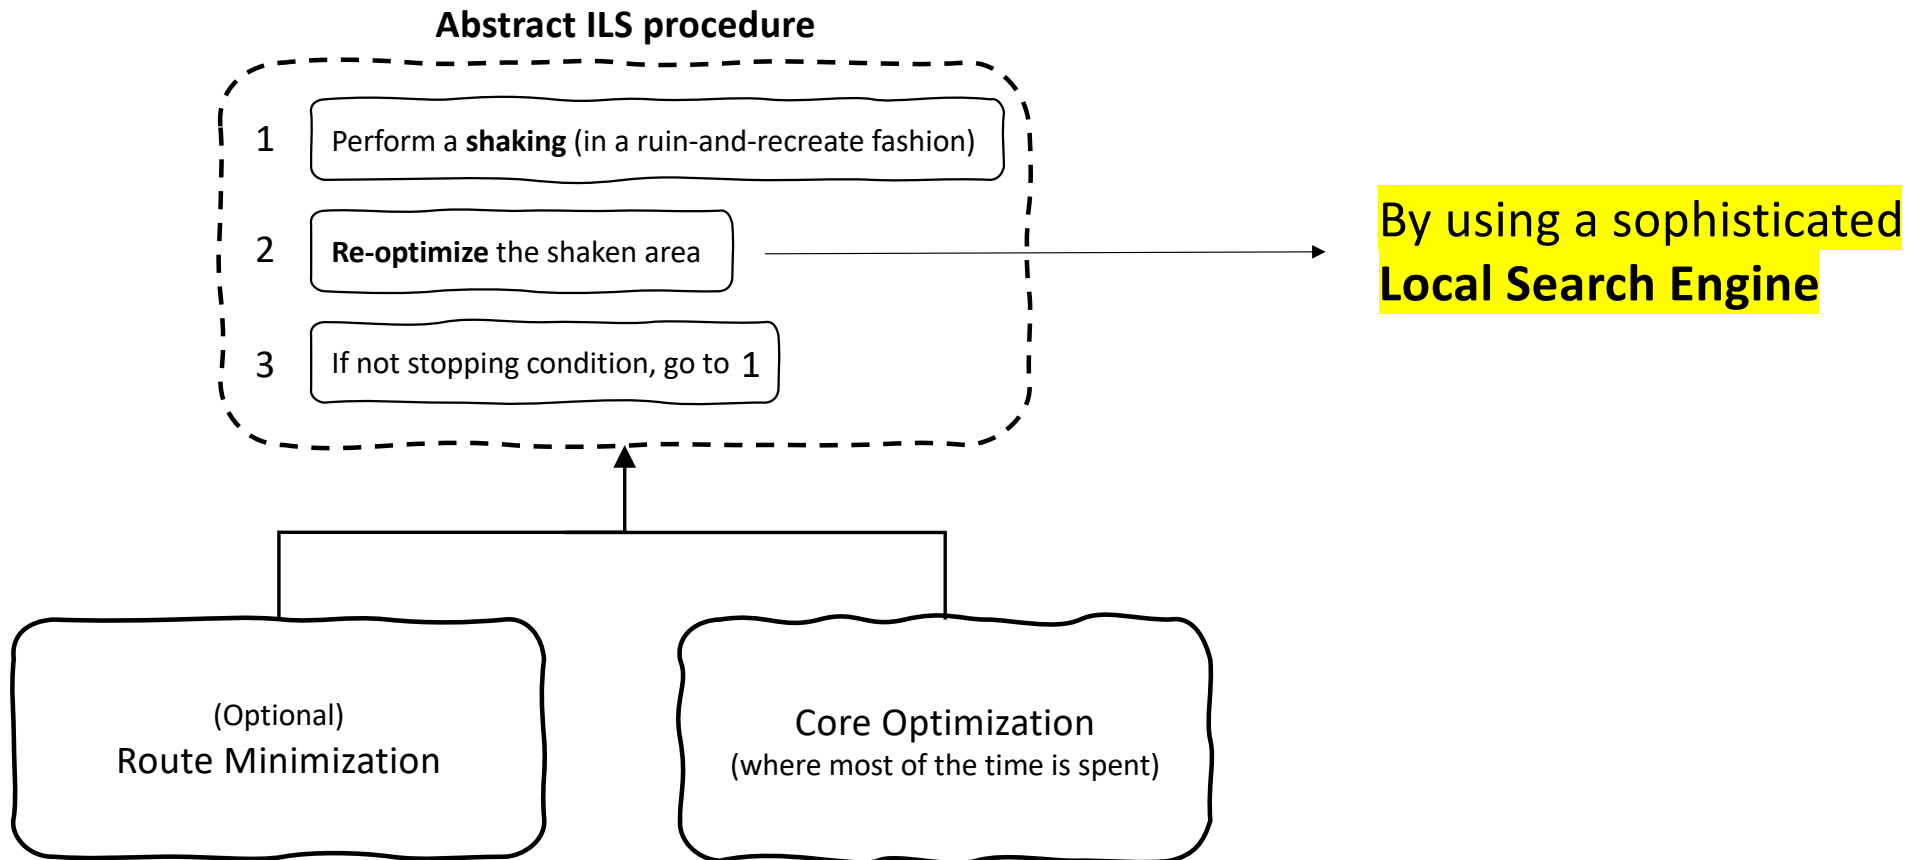 Abstract ILS procedure
1 Perform a shaking (in a ruin-and-recreate fashion)
2 Re-optimize the shaken area
3 If not stopping condition, go to 1
By using a sophisticated
Local Search Engine
(Optional)
Route Minimization
Core Optimization
(where most of the time is spent)